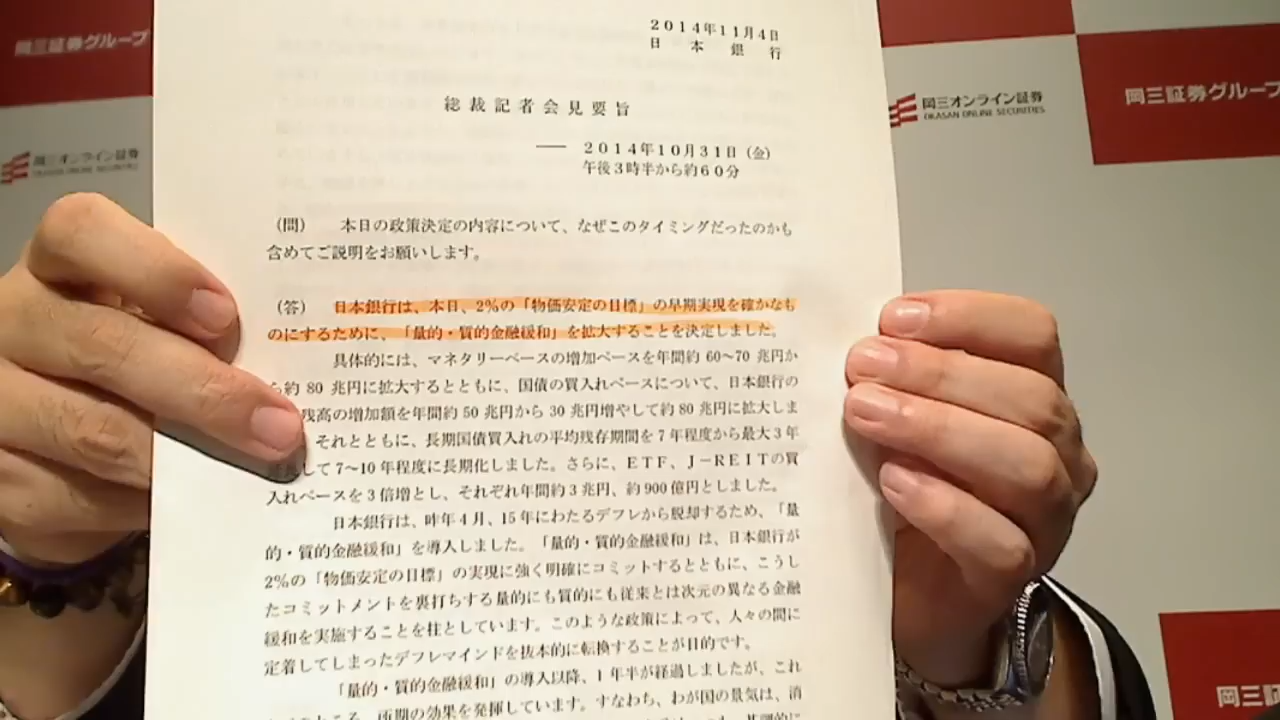 岡三証券グループ
岡三オンライン証券
OKASAN ONLINE SECURITIES
2014年11月4日
日本銀行
総裁記者会見要旨
―― 2014年10月31日(金)
午後3時半から約60分
(問) 本日の政策決定の内容について、なぜこのタイミングだったのかも
含めてご説明をお願いします。
(答) 日本銀行は、本日、2%の「物価安定の目標」の早期実現を確かなも
のにするために、「量的・質的金融緩和」を拡大することを決定しました。
具体的には、マネタリーベースの増加ペースを年間約 60〜70 兆円か
ら約 80 兆円に拡大するとともに、国債の買入れペースについて、日本銀行の
残高の増加額を年間約 50 兆円から 30 兆円増やして約 80 兆円に拡大しま
それとともに、長期国債買入れの平均残存期間を 7 年程度から最大 3 年
して 7〜10 年程度に長期化しました。さらに、ETF、J-REITの買
入れペースを 3 倍増とし、それぞれ年間約 3 兆円、約 900 億円としました。
日本銀行は、昨年 4 月、15 年にわたるデフレから脱却するため、「量
的・質的金融緩和」を導入しました。「量的・質的金融緩和」は、日本銀行が
2%の「物価安定の目標」の実現に強く明確にコミットするとともに、こうし
たコミットメントを裏打ちする量的にも質的にも従来とは次元の異なる金融
緩和を実施することを柱としています。このような政策によって、人々の間に
定着してしまったデフレマインドを抜本的に転換することが目的です。
「量的・質的金融緩和」の導入以降、1 年半が経過しましたが、これ
所期の効果を発揮しています。すなわち、わが国の景気は、消
岡三オンライン証券
OKASAN ONLINE SECURITIES
岡三証券グループ
岡三証